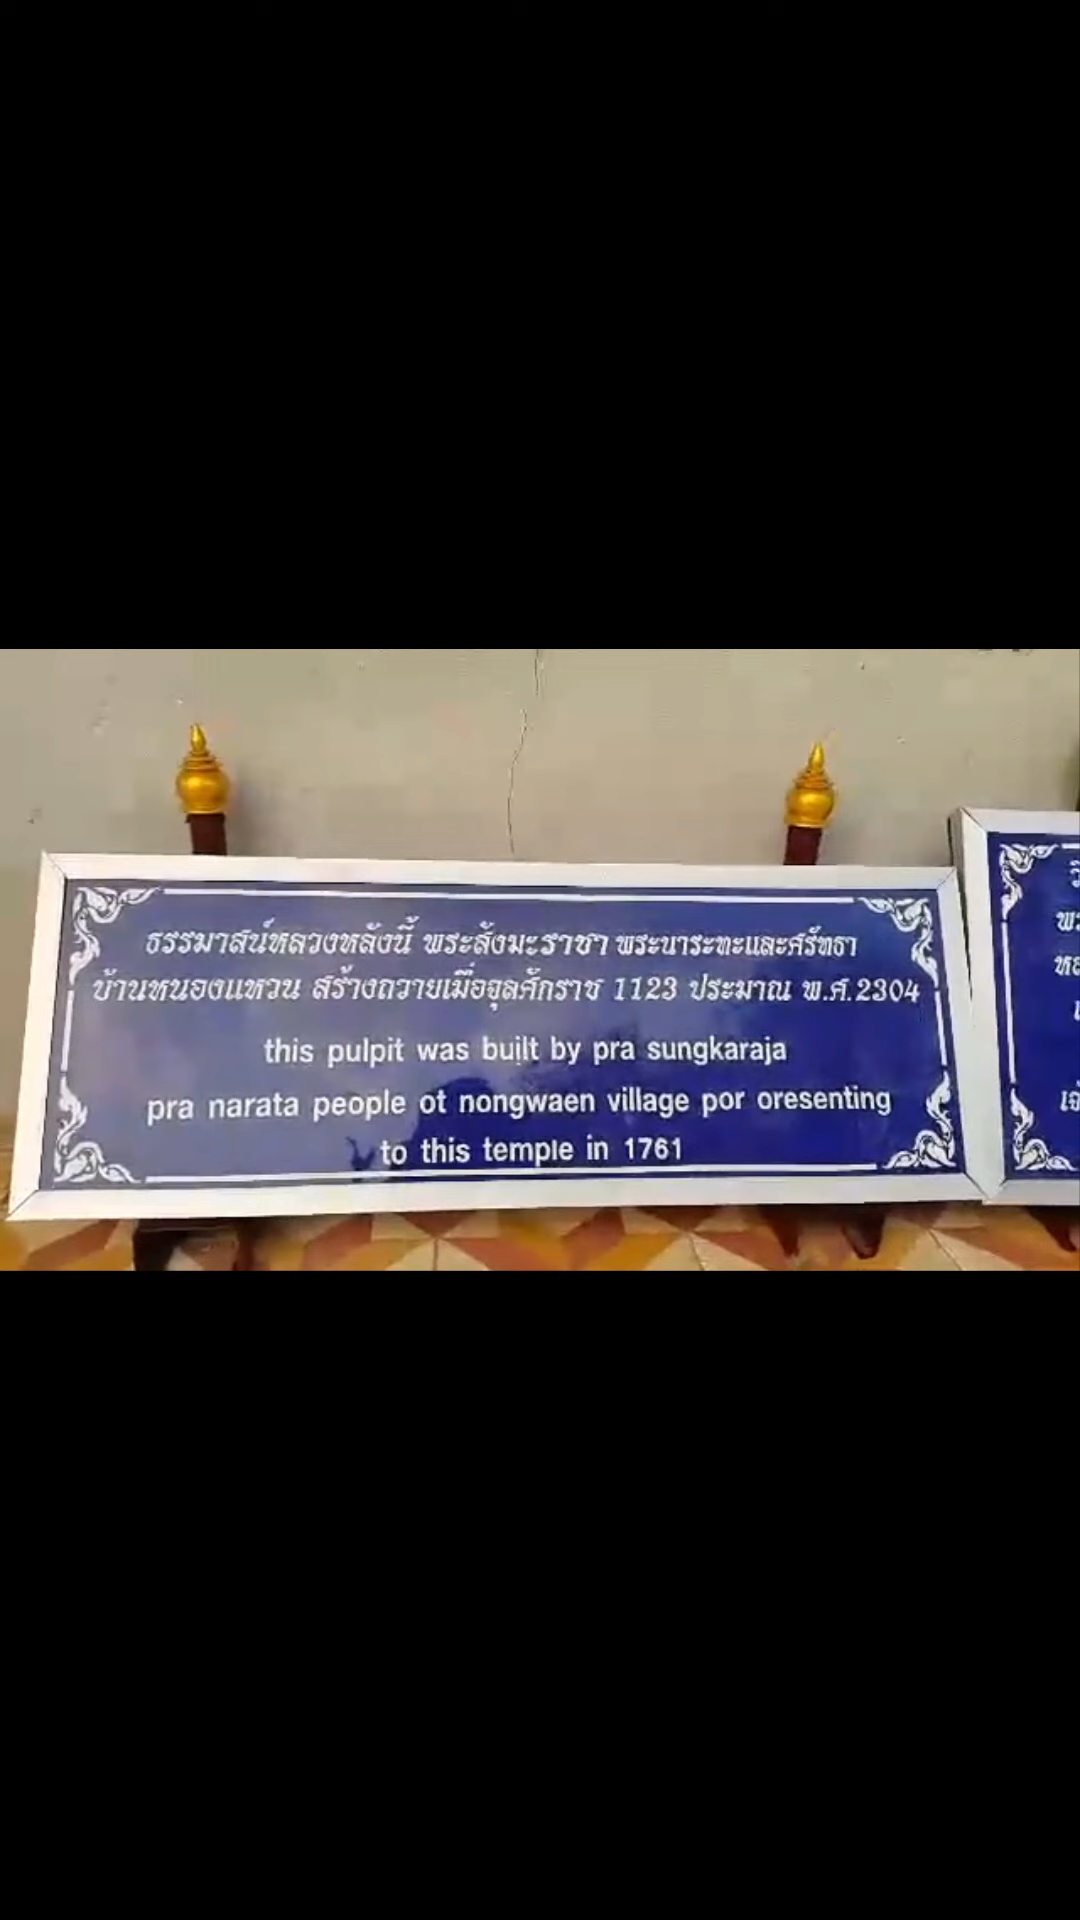 ธรรมาสน์หลวงหลังนี้ พระสังมะราชา พระนาระทะและศรัทธา
บ้านหนองแหวน สร้างถวายเมื่อจุลศักราช 1123 ประมาณ พ.ศ.2304
this pulpit was built by pra sungkaraja
pra narata people ot nongwaen village por oresenting
to this temple in 1761